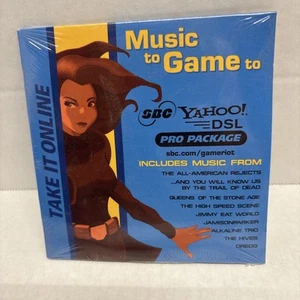 Music
to Game to
TAKE IT ONLINE
SBC YAHOO!
DSL
PRO PACKAGE
sbc.com/gameriot
INCLUDES MUSIC FROM
THE ALL-AMERICAN REJECTS
...AND YOU WILL KNOW US
BY THE TRAIL OF DEAD
QUEENS OF THE STONE AGE
THE HIGH SPEED SCENE
JIMMY EAT WORLD
JAMISONPARKER
ALKALINE TRIO
THE HIVES
DREDG